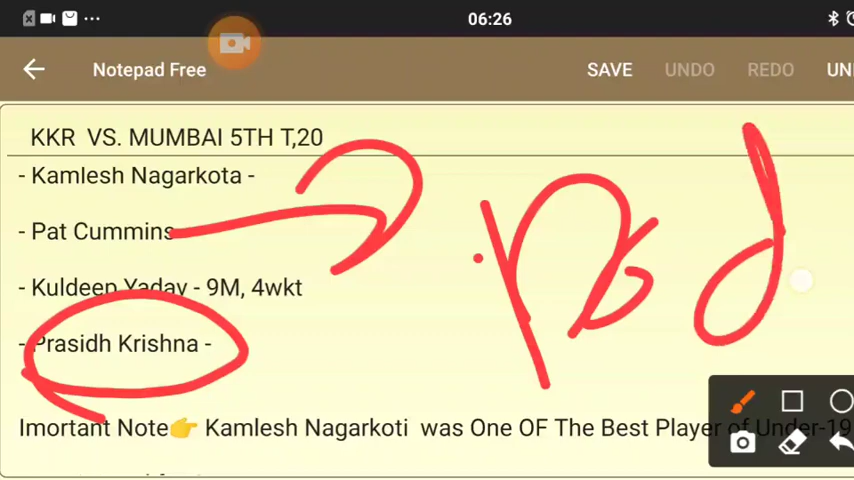 06:26
Notepad Free SAVE UNDO REDO UN
KKR VS. MUMBAI 5TH T,20
- Kamlesh Nagarkota -
- Pat Cummins
- Kuldeep Yadav - 9M, 4wkt
- Prasidh Krishna -
Imortant Note👉 Kamlesh Nagarkoti was One OF The Best Player of Under-19